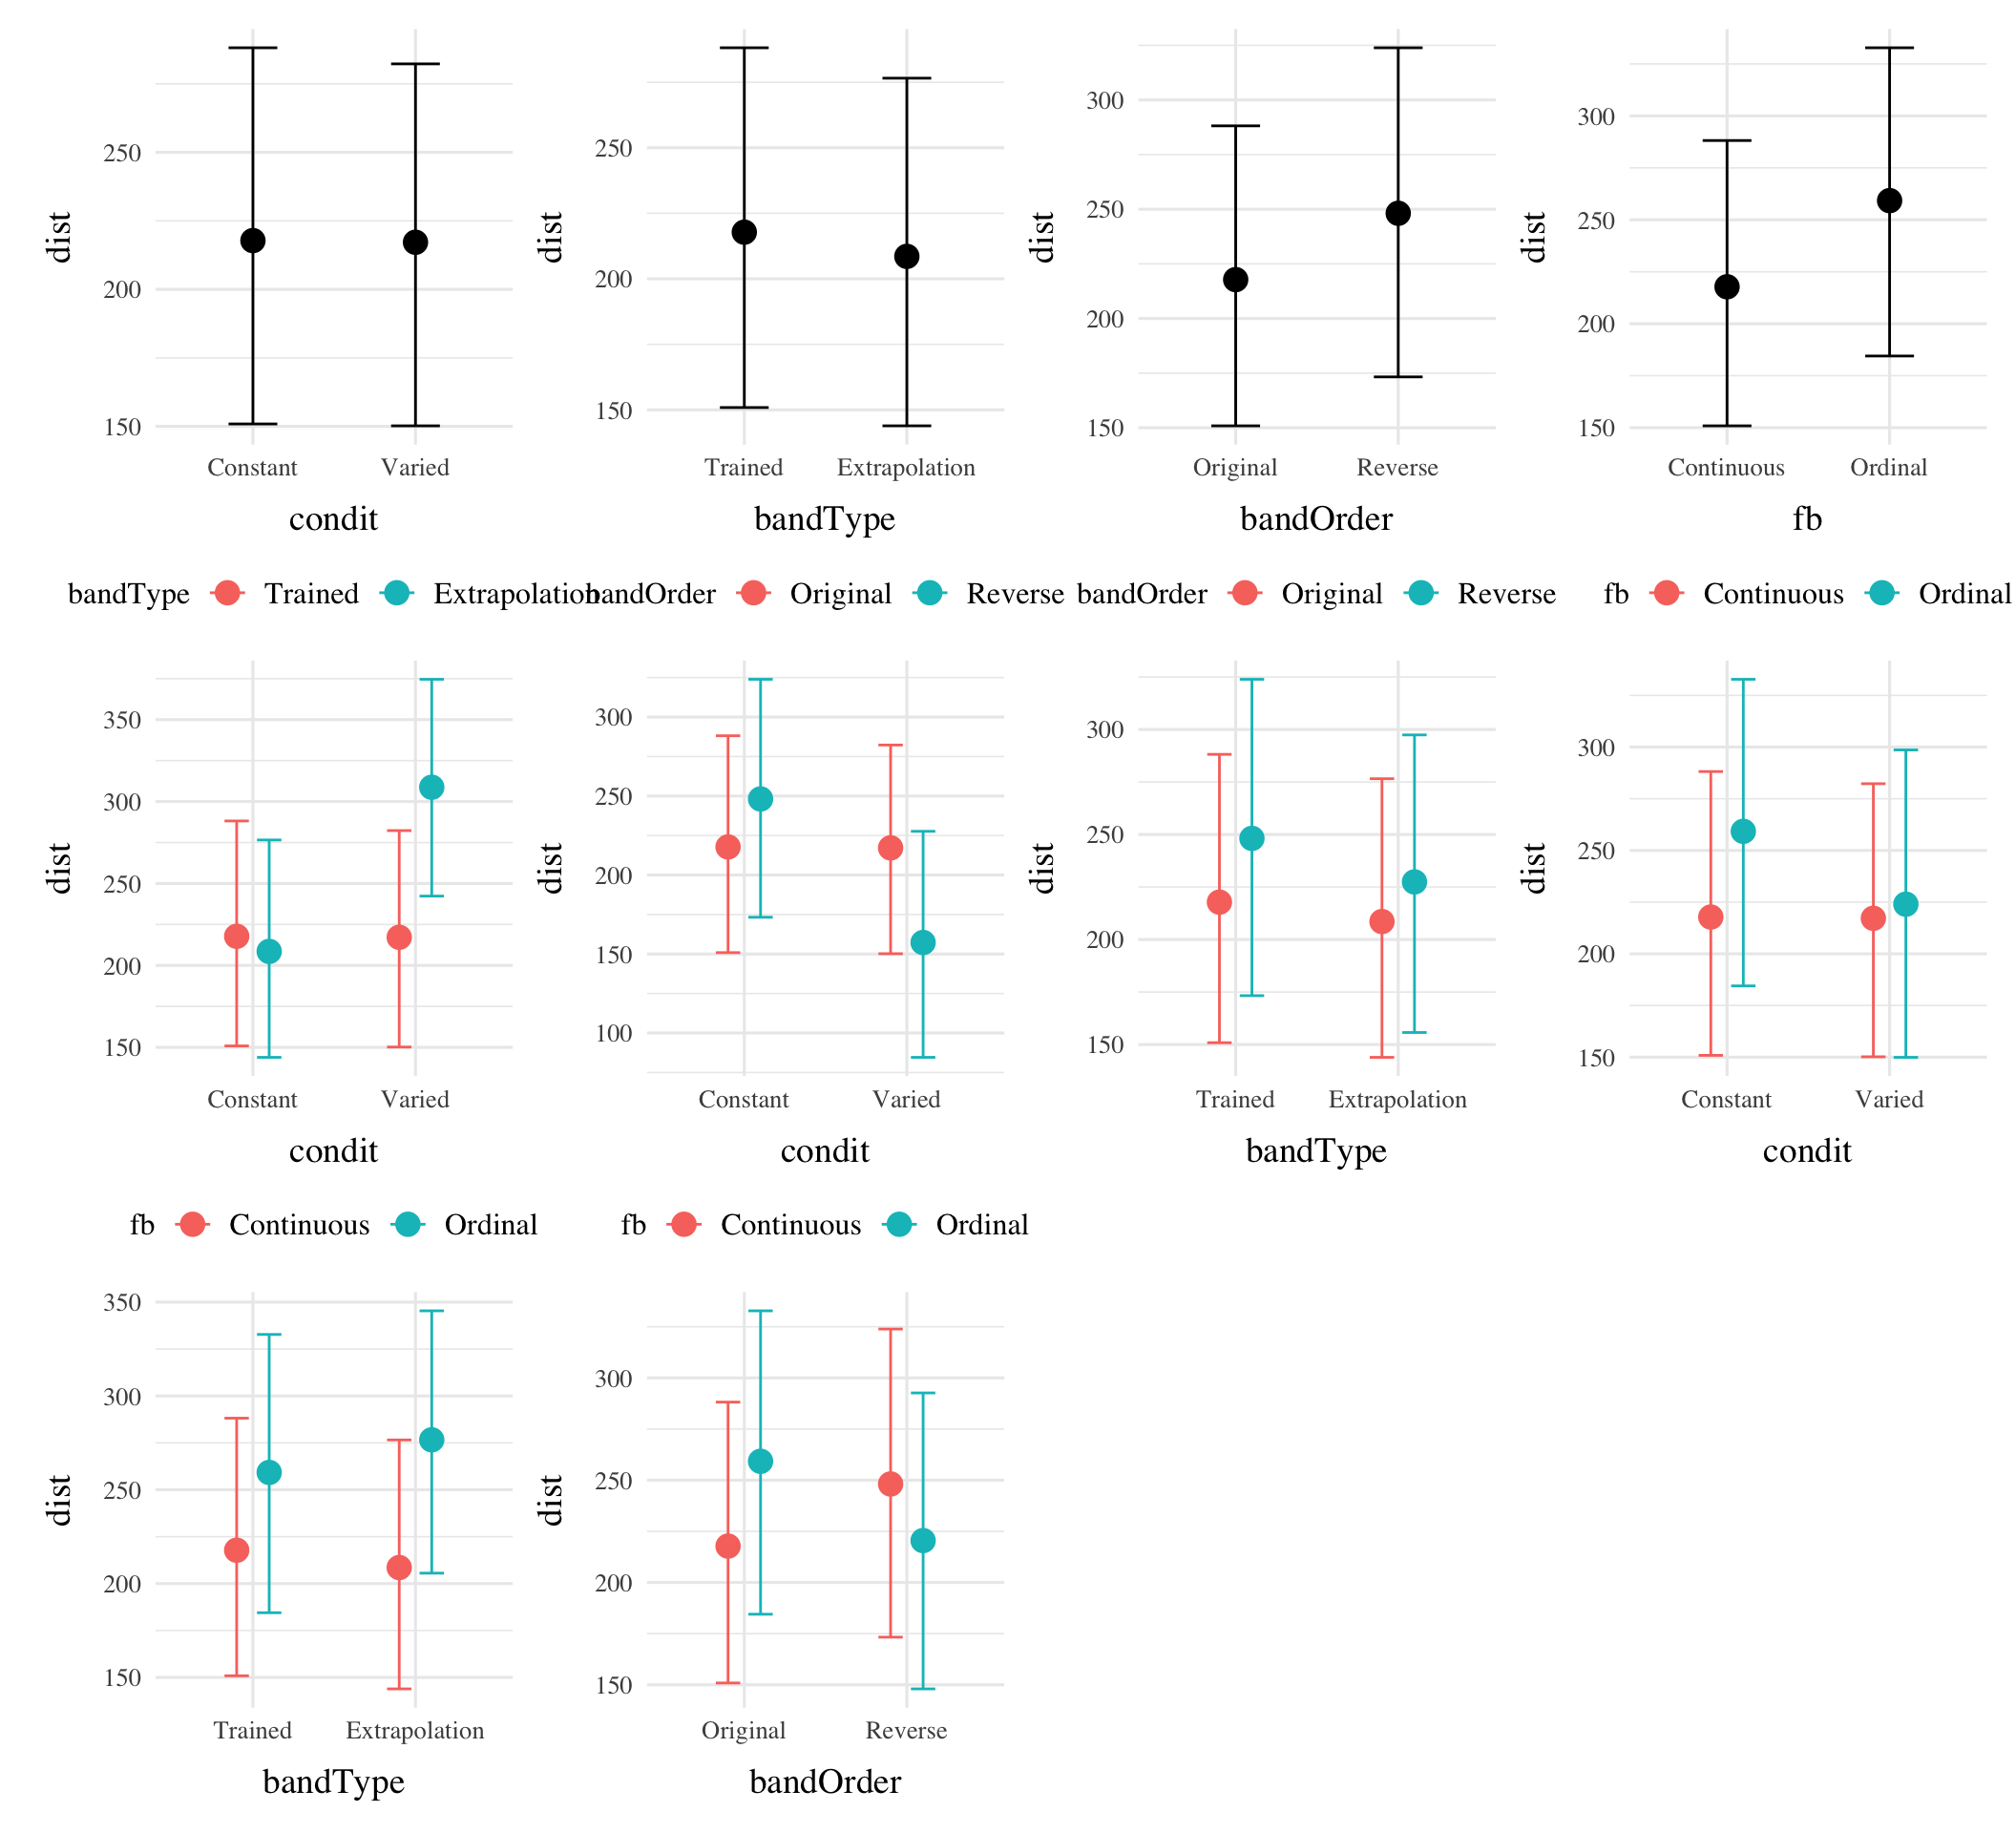 dist
250
200
150
Constant Varied
condit
dist
250
200
150
Trained Extrapolation
bandType
dist
300
250
200
150
Original Reverse
bandOrder
dist
300
250
200
150
Continuous Ordinal
fb
bandType Trained Extrapolation
dist
350
300
250
200
150
Constant Varied
condit
bandOrder Original Reverse
dist
300
250
200
150
100
Constant Varied
condit
bandOrder Original Reverse
dist
300
250
200
150
Trained Extrapolation
bandType
fb Continuous Ordinal
dist
300
250
200
150
Constant Varied
condit
fb Continuous Ordinal
dist
350
300
250
200
150
Trained Extrapolation
bandType
fb Continuous Ordinal
dist
300
250
200
150
Original Reverse
bandOrder